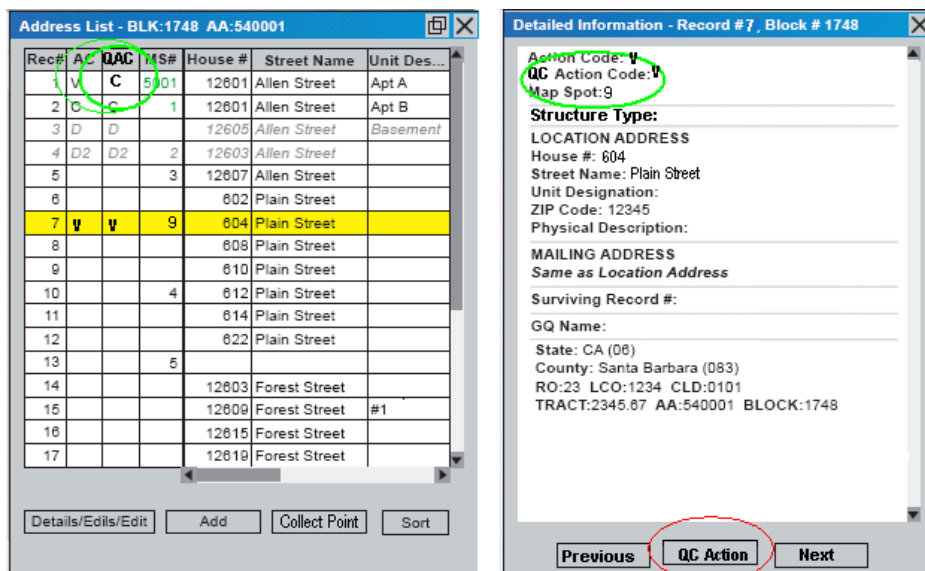 Address List - BLK:1748 AA:540001
Rec# AC QAC MS# House # Street Name Unit Des...
1 V C 5001 12601 Allen Street Apt A
2 C C 1 12601 Allen Street Apt B
3 D D 12605 Allen Street Basement
4 D2 D2 2 12603 Allen Street
5 3 12607 Allen Street
6 602 Plain Street
7 V V 9 604 Plain Street
8 608 Plain Street
9 610 Plain Street
10 4 612 Plain Street
11 614 Plain Street
12 622 Plain Street
13 5
14 12603 Forest Street
15 12609 Forest Street #1
16 12615 Forest Street
17 12619 Forest Street
Details/Edils/Edit Add Collect Point Sort
Detailed Information - Record #7, Block # 1748
Action Code: V
QC Action Code:V
Map Spot:9
Structure Type:
LOCATION ADDRESS
House #: 604
Street Name: Plain Street
Unit Designation:
ZIP Code: 12345
Physical Description:
MAILING ADDRESS
Same as Location Address
Surviving Record #:
GQ Name:
State: CA (06)
County: Santa Barbara (083)
RO:23 LCO:1234 CLD:0101
TRACT:2345.67 AA:540001 BLOCK:1748
Previous QC Action Next